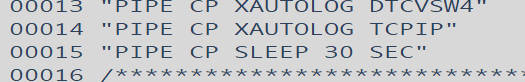 00013 "PIPE CP XAUTOLOG DTCVSW4"
00014 "PIPE CP XAUTOLOG TCPIP"
00015 "PIPE CP SLEEP 30 SEC"
00016 /****************************